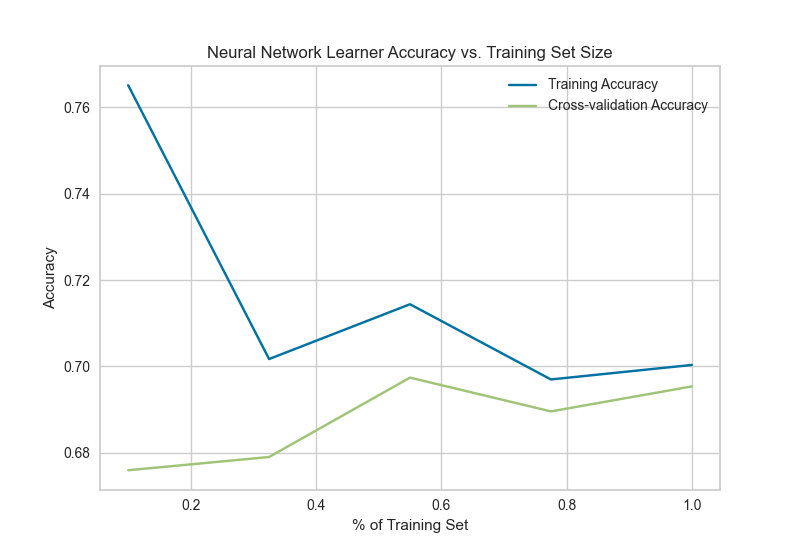 Neural Network Learner Accuracy vs. Training Set Size
Training Accuracy
Cross-validation Accuracy
0.76
0.74
0.72
0.70
0.68
Accuracy
0.2 0.4 0.6 0.8 1.0
% of Training Set